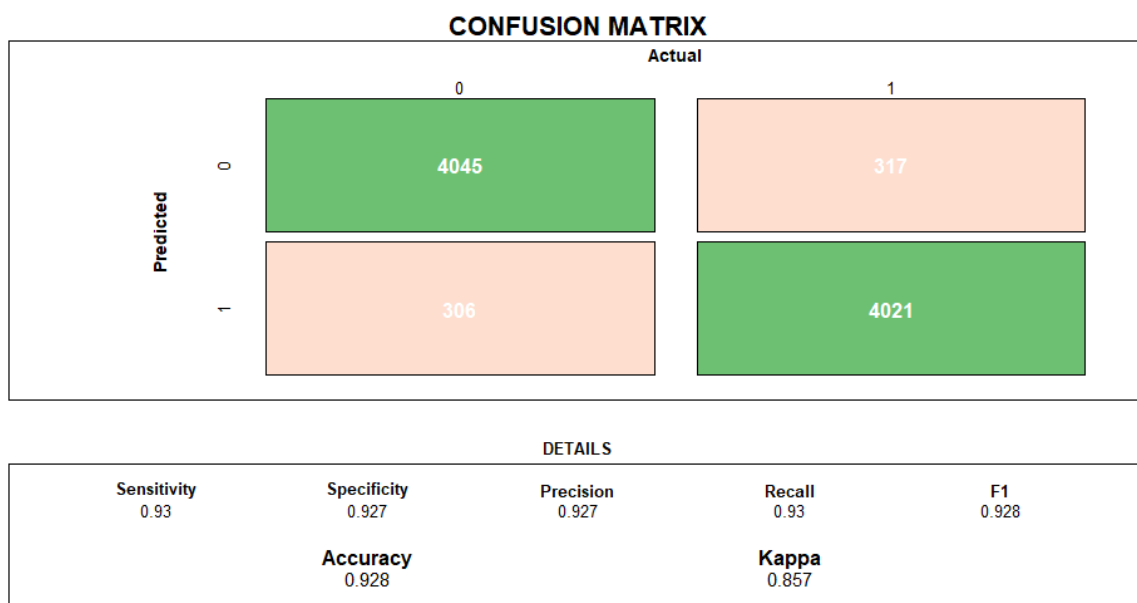 CONFUSION MATRIX
Actual
0 1
0 4045 317
Predicted
1 306 4021
DETAILS
Sensitivity Specificity Precision Recall F1
0.93 0.927 0.927 0.93 0.928
Accuracy Kappa
0.928 0.857